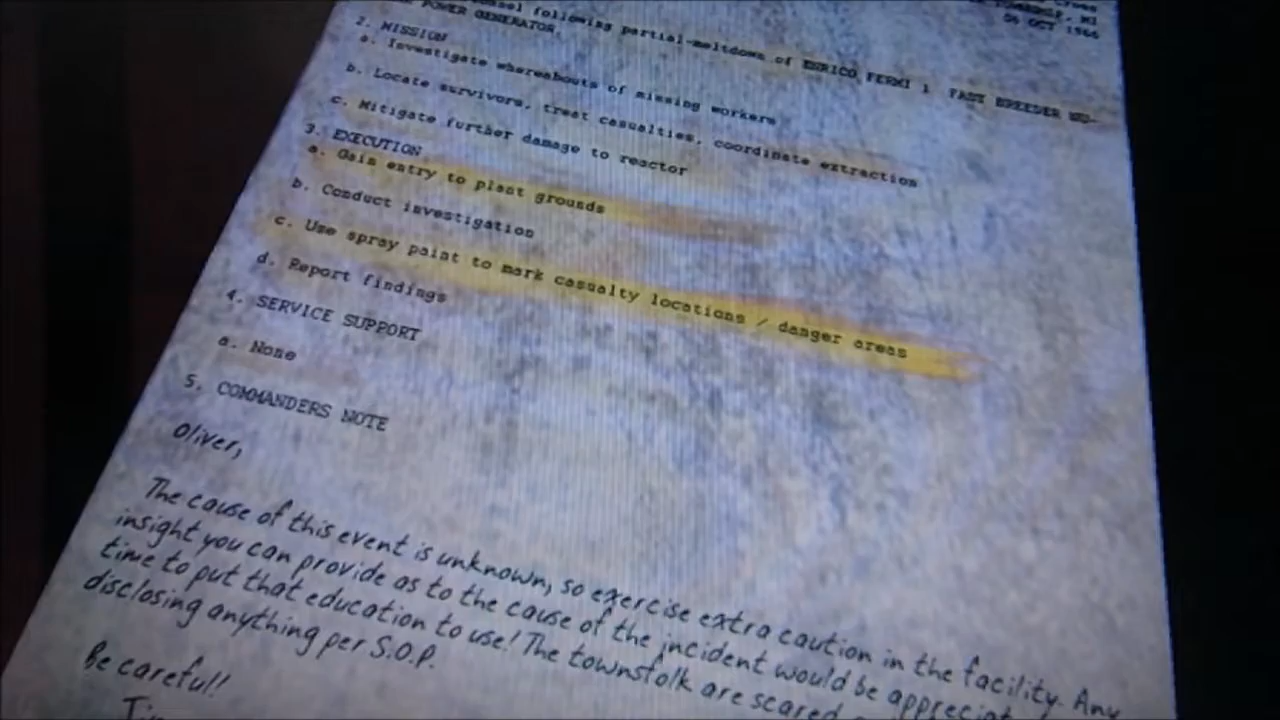 05 OCT 1966
following partial-meltdown of ENRICO FERMI 1 FAST BREEDER NU-
POWER GENERATOR.
2. MISSION
a. Investigate whereabouts of missing workers
b. Locate survivors, treat casualties, coordinate extraction
c. Mitigate further damage to reactor
3. EXECUTION
a. Gain entry to plant grounds
b. Conduct investigation
c. Use spray paint to mark casualty locations / danger areas
d. Report findings
4. SERVICE SUPPORT
a. None
5. COMMANDERS NOTE
Oliver,
The cause of this event is unknown, so exercise extra caution in the facility. Any
insight you can provide as to the cause of the incident would be appreciat
time to put that education to use! The townsfolk are scared
disclosing anything per S.O.P.
Be careful!